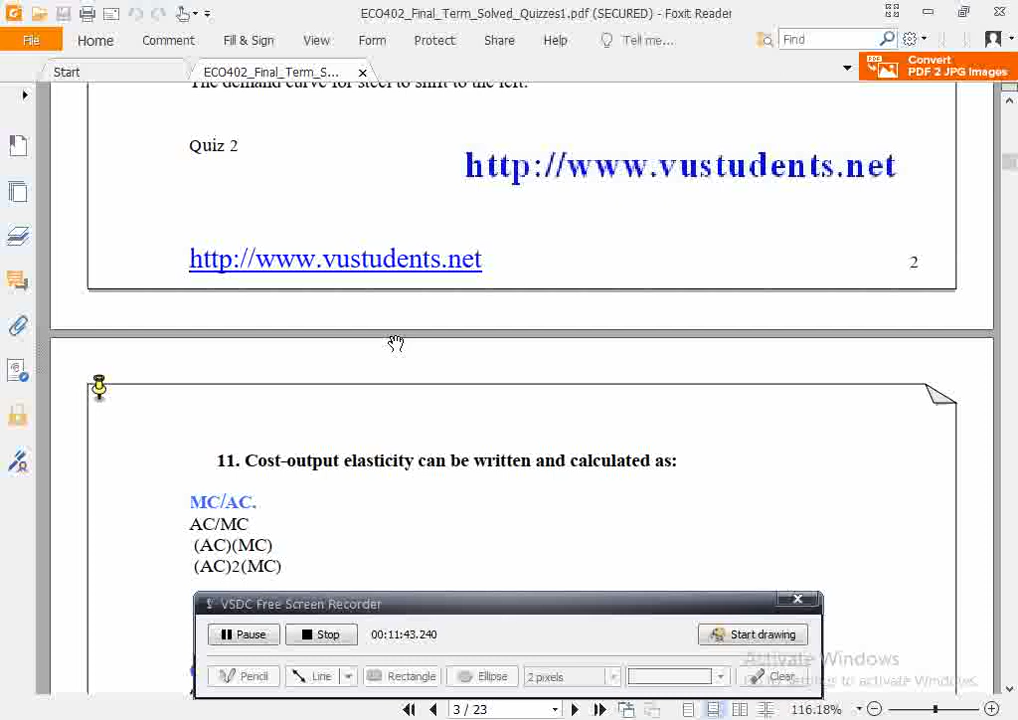 ECO402_Final_Term_Solved_Quizzes1.pdf (SECURED) - Foxit Reader
File Home Comment Fill & Sign View Form Protect Share Help Tell me... Find
Start ECO402_Final_Term_S...
Convert
PDF 2 JPG Images
The demand curve for steel to shift to the left.
Quiz 2
http://www.vustudents.net
http://www.vustudents.net
2
11. Cost-output elasticity can be written and calculated as:
MC/AC.
AC/MC
(AC)(MC)
(AC)2(MC)
VSDC Free Screen Recorder
Pause Stop 00:11:43.240 Start drawing
Activate Windows
Pencil Line Rectangle Ellipse 2 pixels Clear
to activate Windows.
3 / 23
116.18%